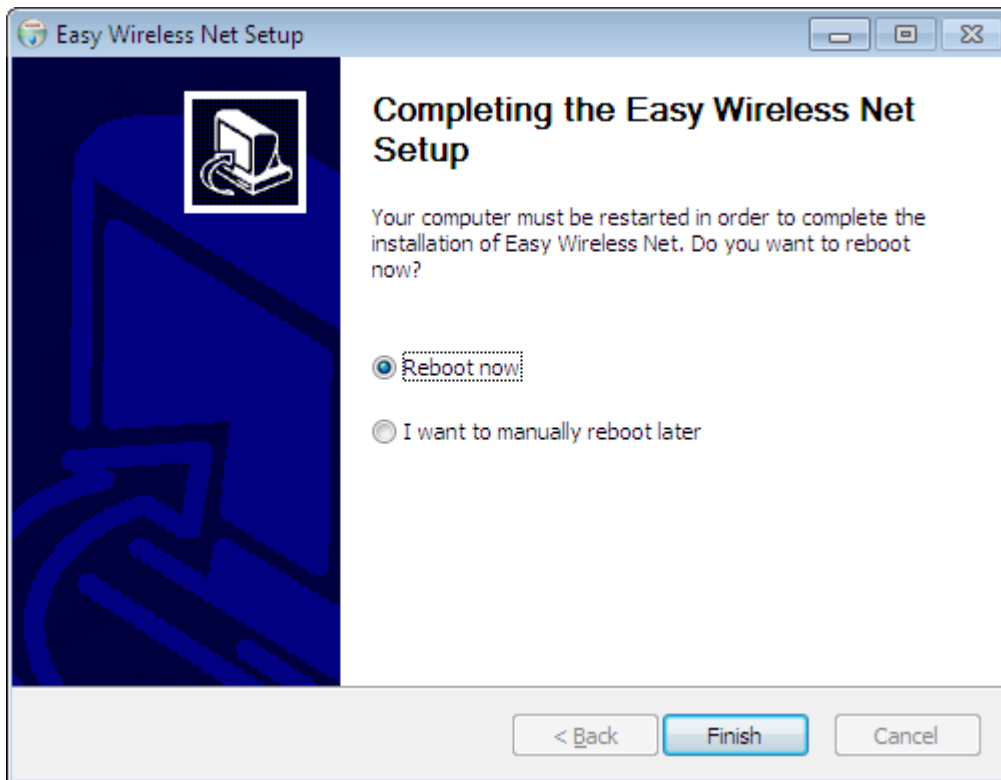 Easy Wireless Net Setup
Completing the Easy Wireless Net
Setup
Your computer must be restarted in order to complete the
installation of Easy Wireless Net. Do you want to reboot
now?
Reboot now
I want to manually reboot later
< Back
Finish
Cancel